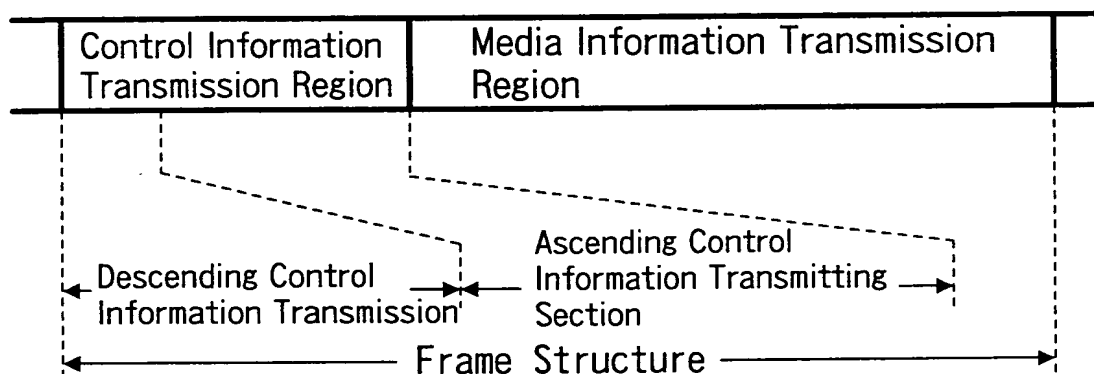 Control Information
Transmission Region
Media Information Transmission
Region
Descending Control
Information Transmission
Ascending Control
Information Transmitting
Section
Frame Structure